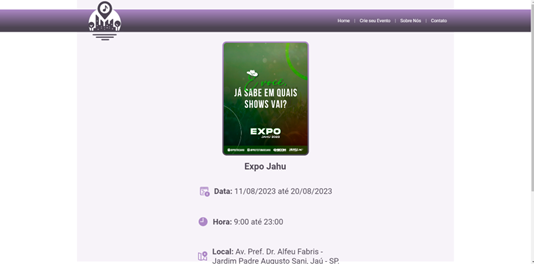 Home | Crie seu Evento | Sobre Nós | Contato
JÁ SABE EM QUAIS
SHOWS VAI?
EXPO
Expo Jahu
Data: 11/08/2023 até 20/08/2023
Hora: 9:00 até 23:00
Local: Av. Pref. Dr. Alfeu Fabris -
Jardim Padre Augusto Sani, Jaú - SP,